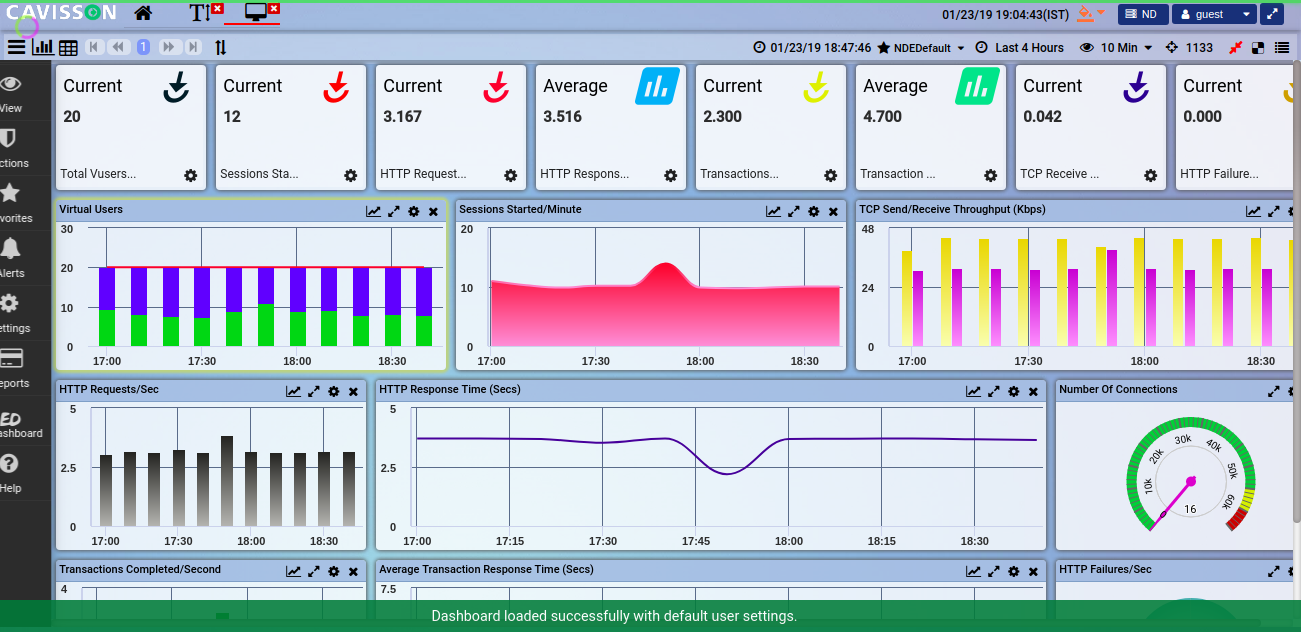 CAVISSON
T
01/23/19 19:04:43(IST)
ND
guest
1
01/23/19 18:47:46
NDEDefault
Last 4 Hours
10 Min
1133
View
ctions
vorites
Alerts
ettings
eports
ED
ashboard
Help
Current
20
Total Vusers...
Current
12
Sessions Sta...
Current
3.167
HTTP Request...
Average
3.516
HTTP Respons...
Current
2.300
Transactions...
Average
4.700
Transaction ...
Current
0.042
TCP Receive ...
Current
0.000
HTTP Failure...
Virtual Users
30
20
10
0
17:00 17:30 18:00 18:30
Sessions Started/Minute
20
10
0
17:00 17:30 18:00 18:30
TCP Send/Receive Throughput (Kbps)
48
24
0
17:00 17:30 18:00 18:30
HTTP Requests/Sec
5
2.5
0
17:00 17:30 18:00 18:30
HTTP Response Time (Secs)
5
2.5
0
17:00 17:15 17:30 17:45 18:00 18:15 18:30
Number Of Connections
10k 20k 30k 40k 50k 60k
16
Transactions Completed/Second
4
Average Transaction Response Time (Secs)
7.5
HTTP Failures/Sec
Dashboard loaded successfully with default user settings.